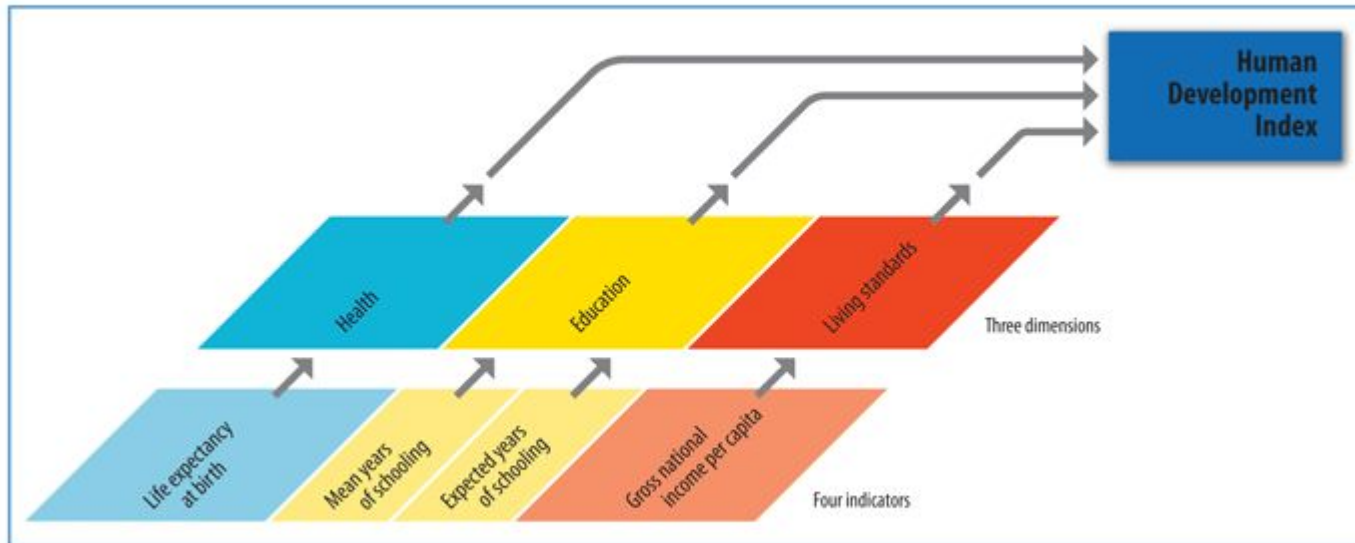 Human
Development
Index
Health
Education
Living standards
Three dimensions
Life expectancy
at birth
Mean years
of schooling
Expected years
of schooling
Gross national
income per capita
Four indicators